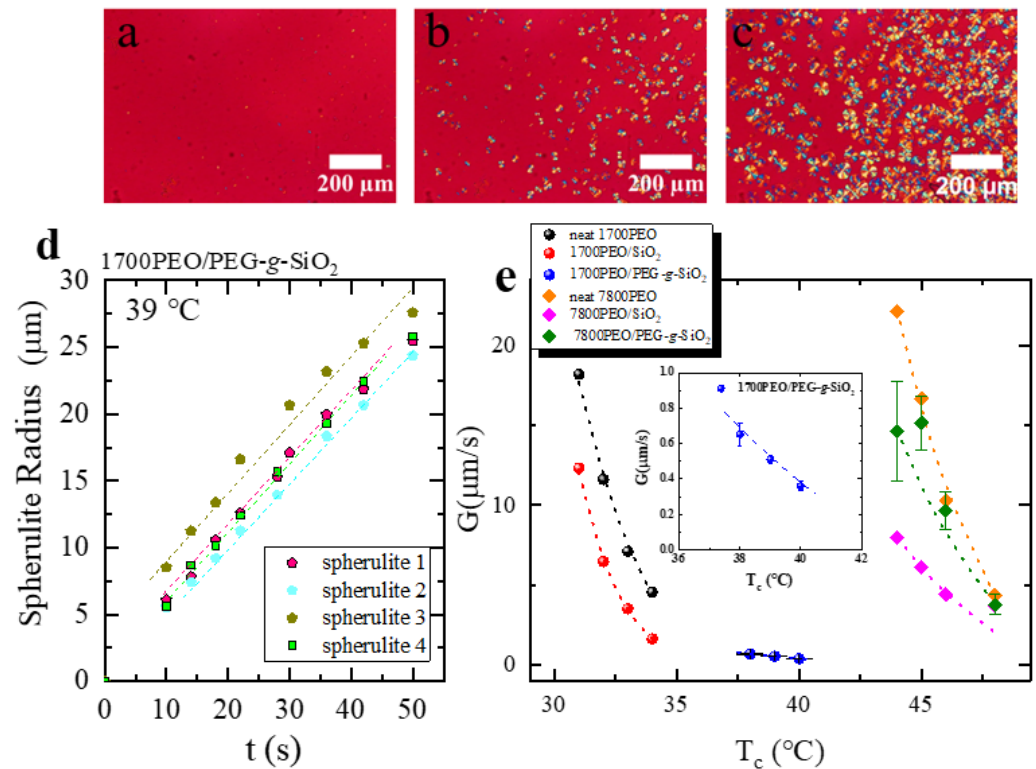 a
b
c
200 µm
200 µm
200 µm
d
1700PEO/PEG-g-SiO₂
39 °C
30
25
20
15
10
5
0
Spherulite Radius (µm)
spherulite 1
spherulite 2
spherulite 3
spherulite 4
0
10
20
30
40
50
t (s)
e
neat 1700PEO
1700PEO/SiO₂
1700PEO/PEG-g-SiO₂
neat 7800PEO
7800PEO/SiO₂
7800PEO/PEG-g-SiO₂
20
10
0
G(µm/s)
1700PEO/PEG-g-SiO₂
1.0
0.8
0.6
0.4
0.2
0.0
G(µm/s)
36
38
40
42
T꜀ (°C)
30
35
40
45
T꜀ (°C)